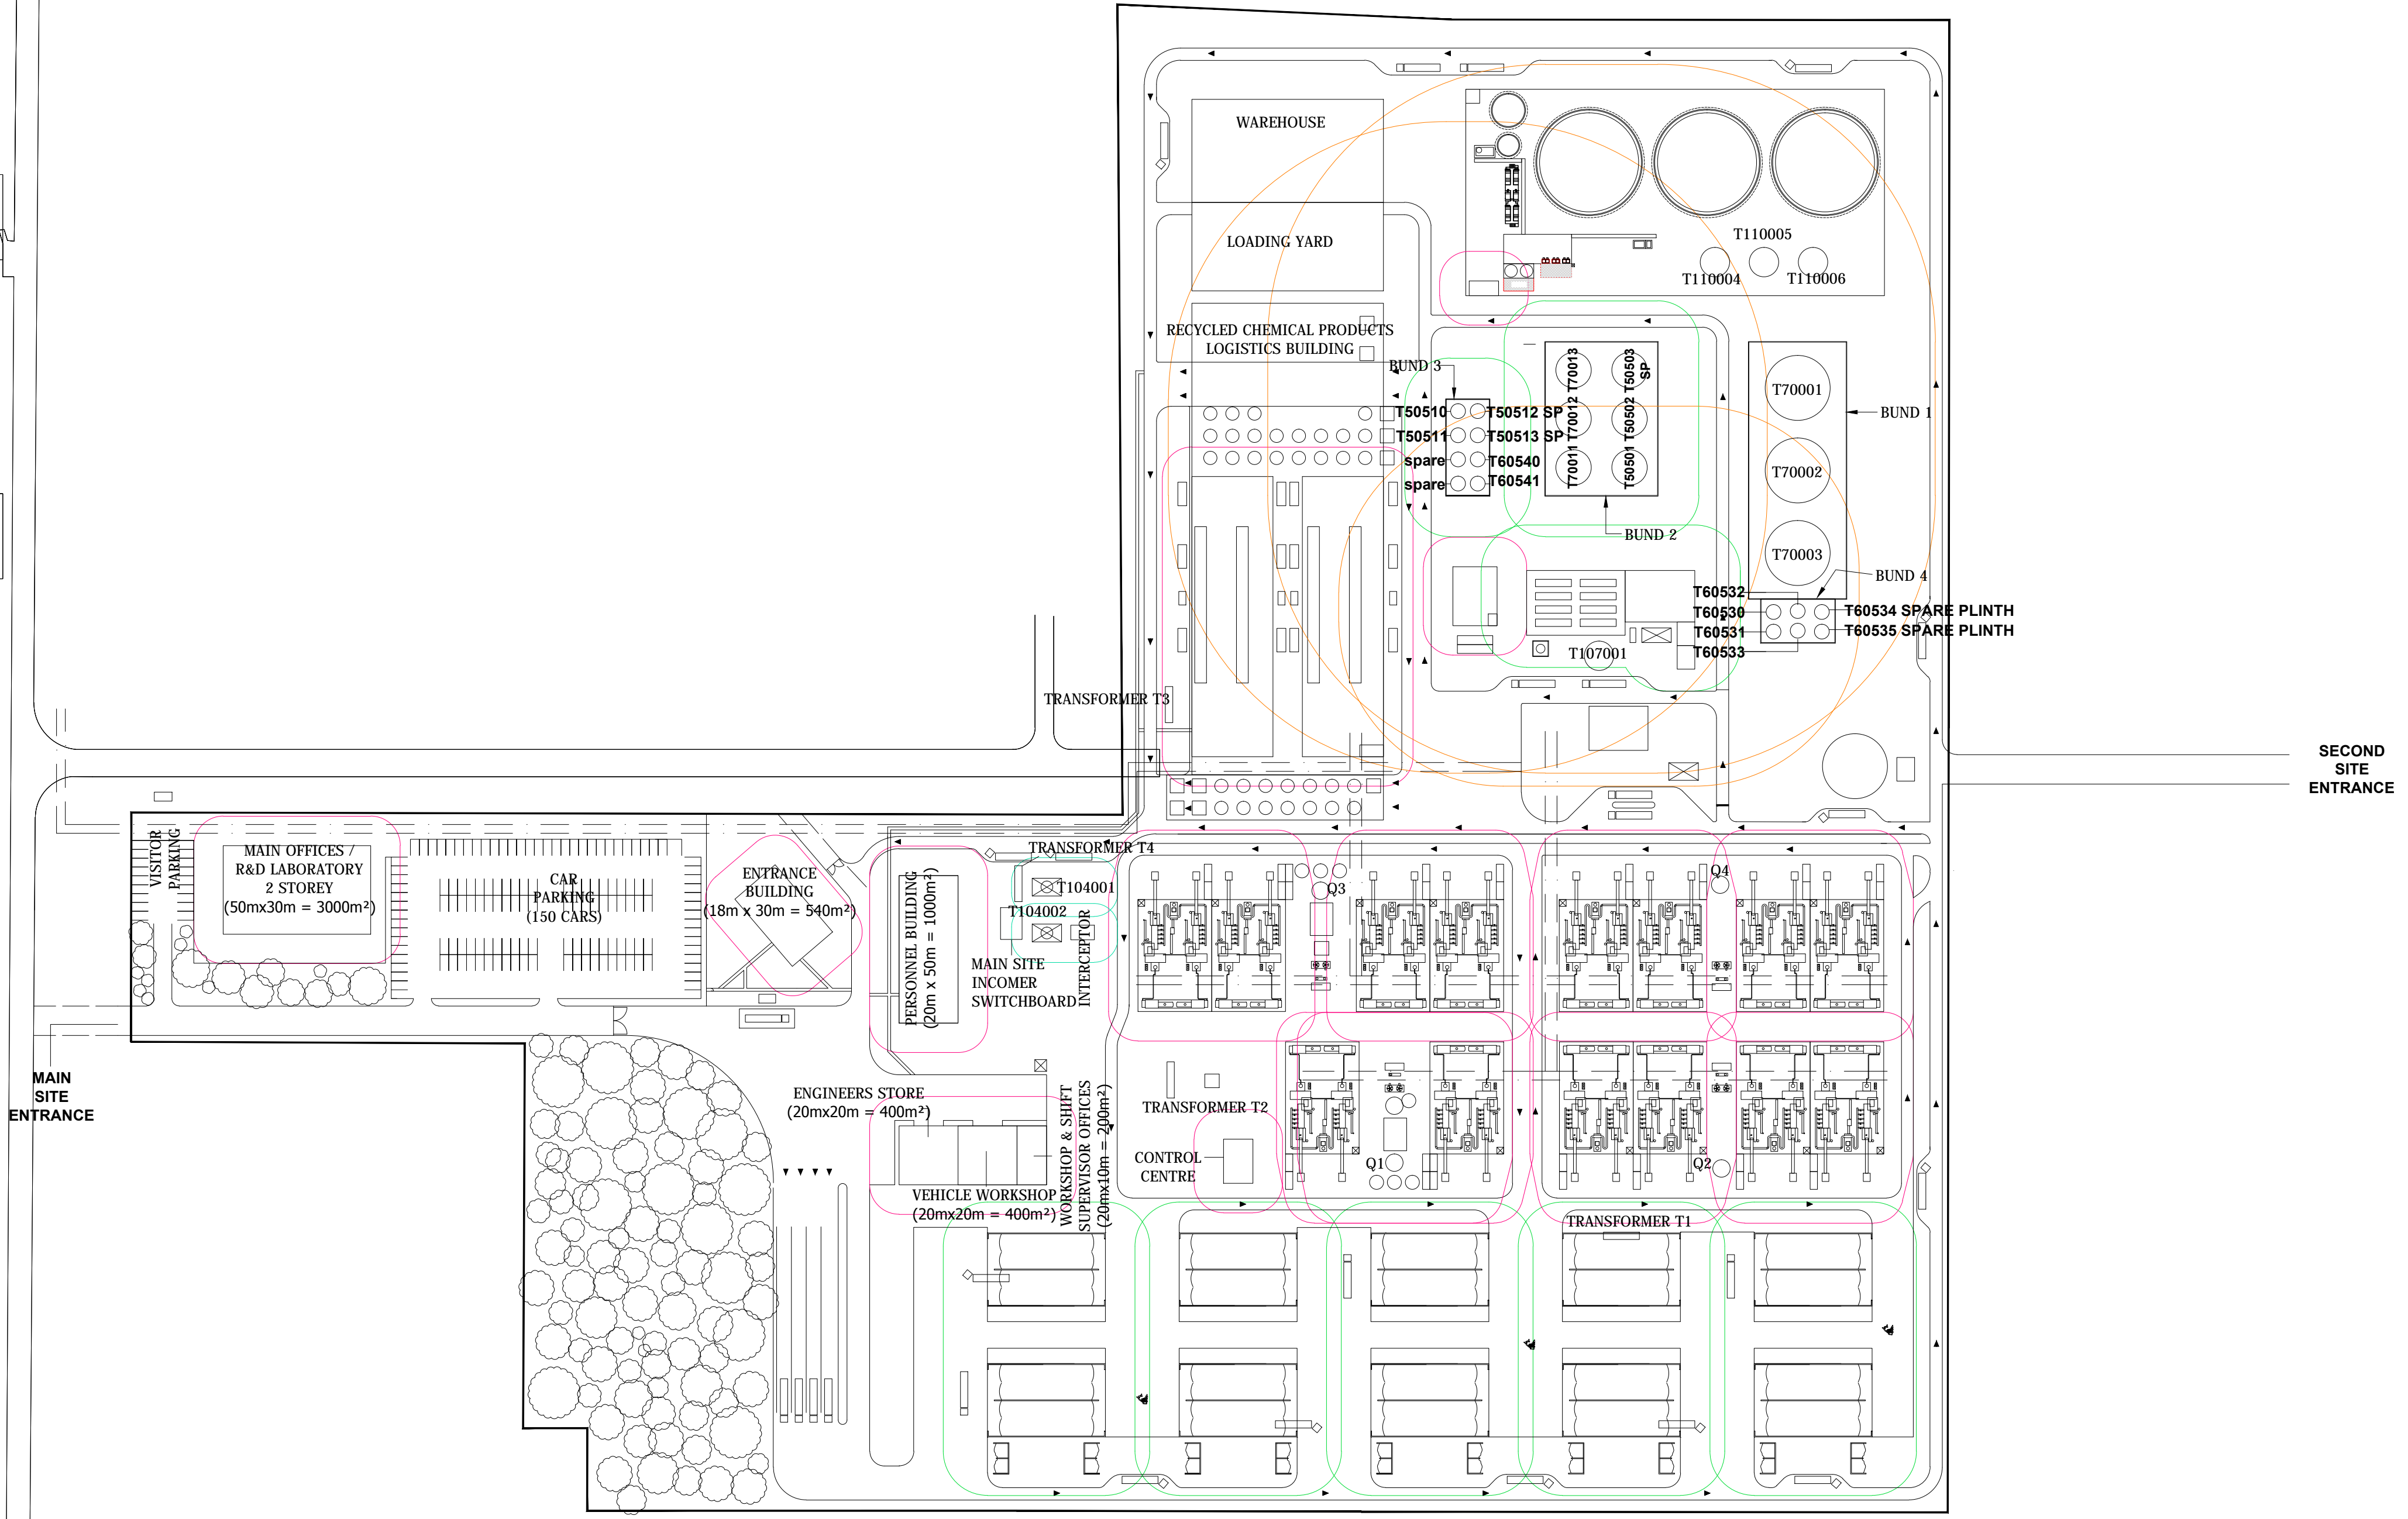 WAREHOUSE
LOADING YARD
T110005
T110004
T110006
RECYCLED CHEMICAL PRODUCTS
LOGISTICS BUILDING
BUND 3
T50510
T50512 SP
T50511
T50513 SP
spare
T60540
spare
T60541
T70013
T70012
T70011
T50503
SP
T50502
T50501
BUND 2
T70001
T70002
T70003
BUND 1
BUND 4
T60532
T60530
T60531
T60533
T60534 SPARE PLINTH
T60535 SPARE PLINTH
T107001
TRANSFORMER T3
SECOND
SITE
ENTRANCE
VISITOR
PARKING
MAIN OFFICES /
R&D LABORATORY
2 STOREY
(50mx30m = 3000m²)
CAR
PARKING
(150 CARS)
ENTRANCE
BUILDING
(18m x 30m = 540m²)
PERSONNEL BUILDING
(20m x 50m = 1000m²)
TRANSFORMER T4
T104001
T104002
MAIN SITE
INCOMER
SWITCHBOARD
INTERCEPTOR
Q3
Q4
MAIN
SITE
ENTRANCE
ENGINEERS STORE
(20mx20m = 400m²)
VEHICLE WORKSHOP
(20mx20m = 400m²)
WORKSHOP & SHIFT
SUPERVISOR OFFICES
(20mx10m = 200m²)
TRANSFORMER T2
CONTROL
CENTRE
Q1
Q2
TRANSFORMER T1